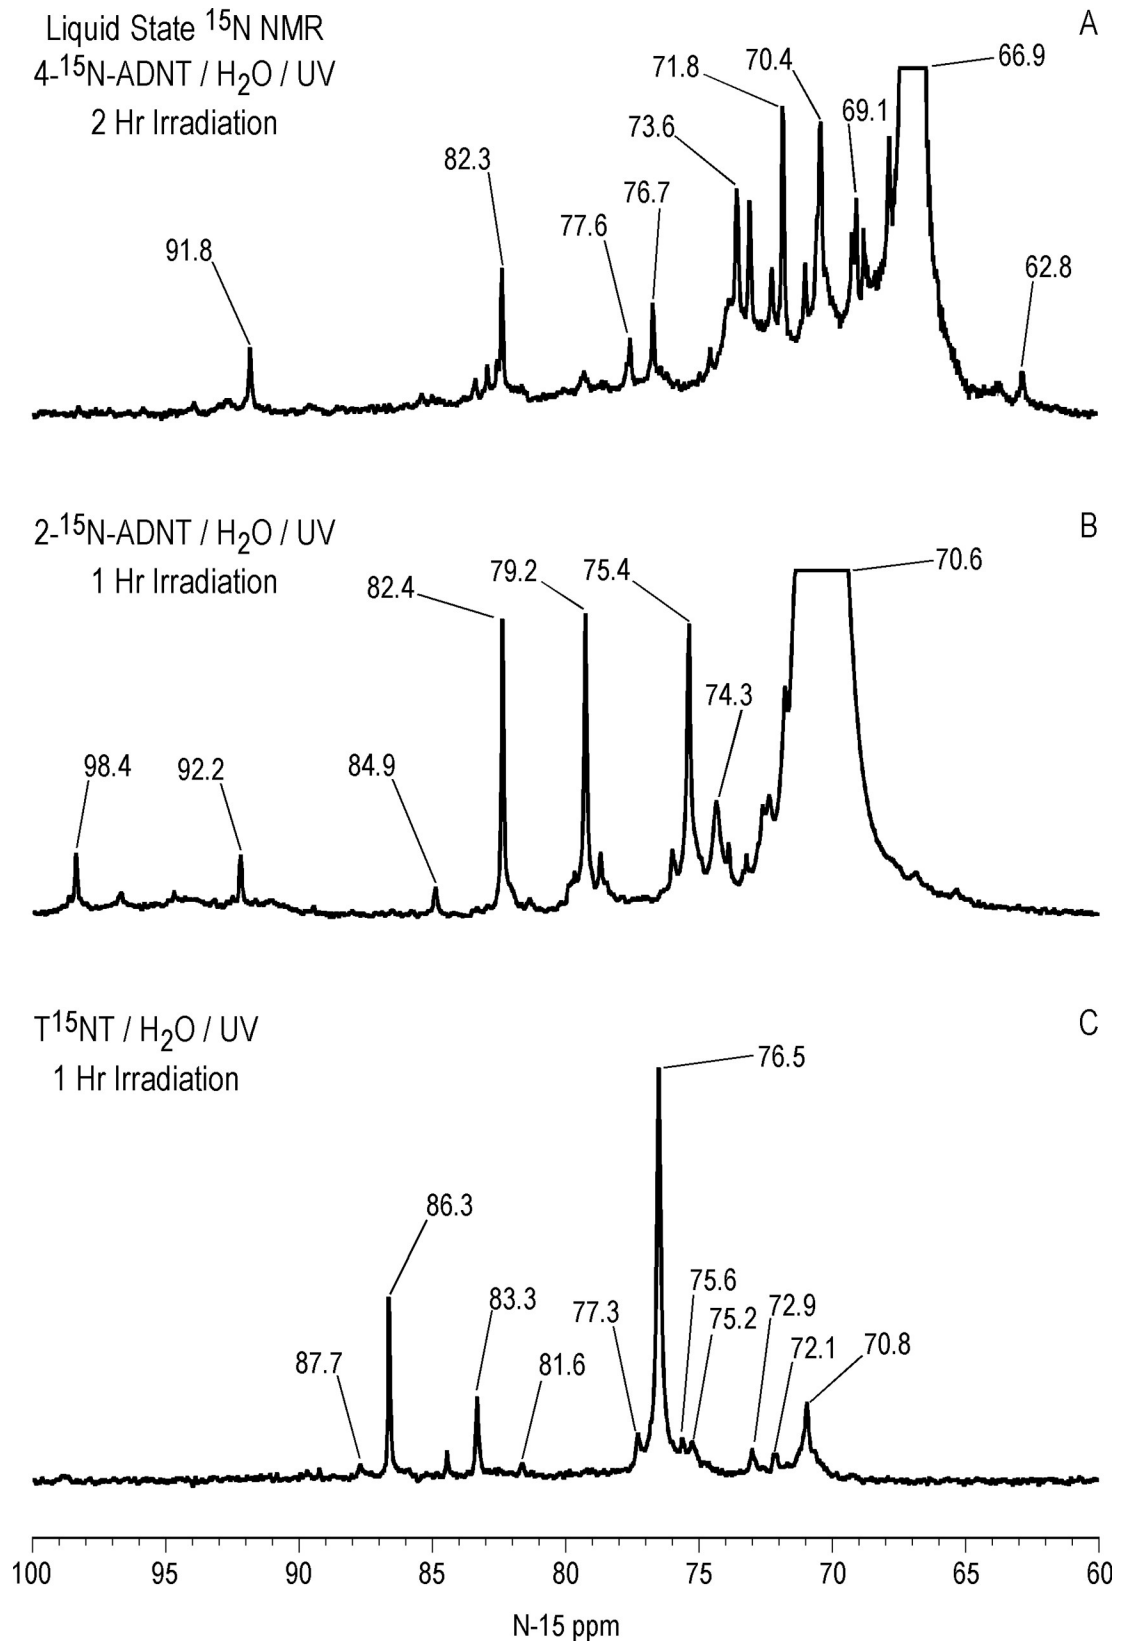 Liquid State ¹⁵N NMR
4-¹⁵N-ADNT / H₂O / UV
2 Hr Irradiation
A
91.8
82.3
77.6
76.7
73.6
71.8
70.4
69.1
66.9
62.8
2-¹⁵N-ADNT / H₂O / UV
1 Hr Irradiation
B
98.4
92.2
84.9
82.4
79.2
75.4
74.3
70.6
T¹⁵NT / H₂O / UV
1 Hr Irradiation
C
87.7
86.3
83.3
81.6
77.3
76.5
75.6
75.2
72.9
72.1
70.8
100 95 90 85 80 75 70 65 60
N-15 ppm